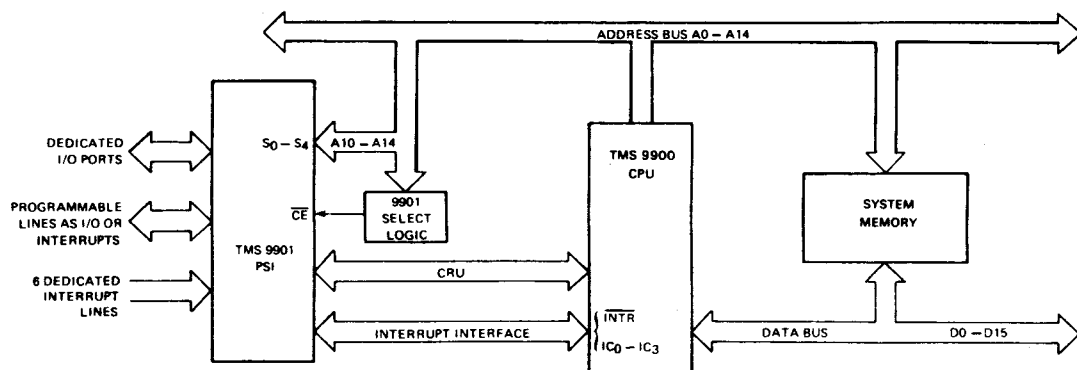 ADDRESS BUS A0 – A14
DEDICATED
I/O PORTS
S0 – S4
A10 – A14
TMS 9900
CPU
PROGRAMMABLE
LINES AS I/O OR
INTERRUPTS
CE
9901
SELECT
LOGIC
SYSTEM
MEMORY
TMS 9901
PSI
CRU
6 DEDICATED
INTERRUPT
LINES
INTERRUPT INTERFACE
INTR
IC0 – IC3
DATA BUS
D0 – D15